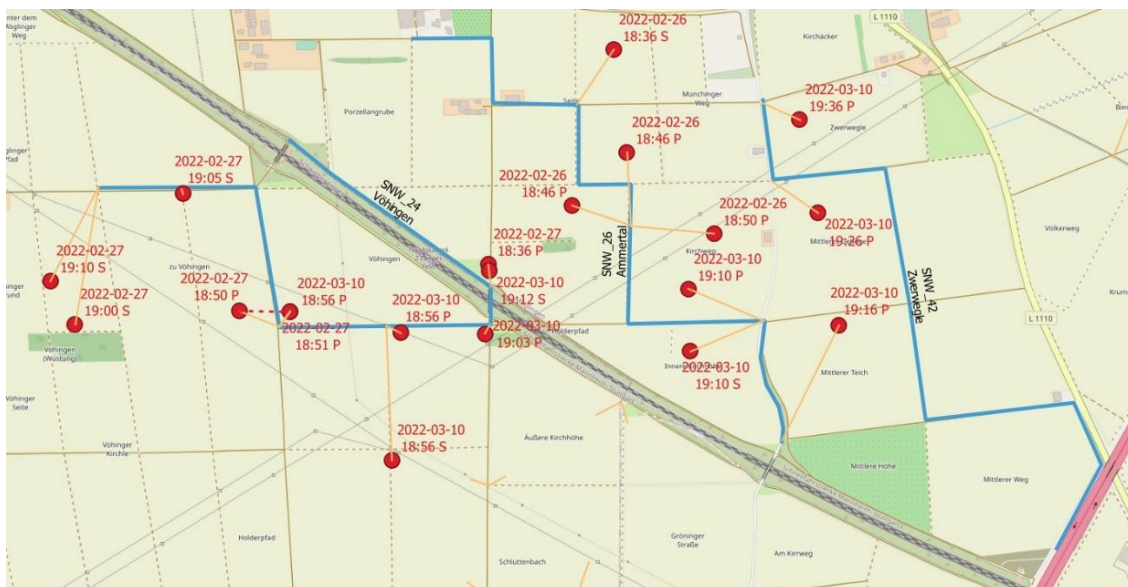 nter dem
Möglinger
Weg
L 1110
Kirchäcker
2022-02-26
18:36 S
Porzellangrube
Seite
Münchinger
Weg
2022-03-10
19:36 P
Zwerwegle
2022-02-26
18:46 P
glinger
Pfad
2022-02-27
19:05 S
SNW_24
Vöhingen
2022-02-26
18:46 P
2022-02-26
18:50 P
Kirchweg
2022-03-10
19:26 P
Völkerweg
2022-02-27
19:10 S
zu Vöhingen
Vöhingen
2022-02-27
18:36 P
SNW_26
Ammertal
2022-03-10
19:10 P
SNW_42
Zwerwegle
2022-02-27
18:50 P
2022-03-10
18:56 P
2022-03-10
19:12 S
2022-03-10
18:56 P
2022-02-27
19:00 S
2022-02-27
18:51 P
2022-03-10
19:03 P
Holderpfad
2022-03-10
19:16 P
L 1110
Vöhingen
(Wüstung)
2022-03-10
19:10 S
Mittlerer Teich
Vöhinger
Seite
Vöhinger
Kirchle
2022-03-10
18:56 S
Äußere Kirchhöhe
Mittlere Höhe
Mittlerer Weg
Holderpfad
Schluttenbach
Gröninger
Straße
Am Kirrweg